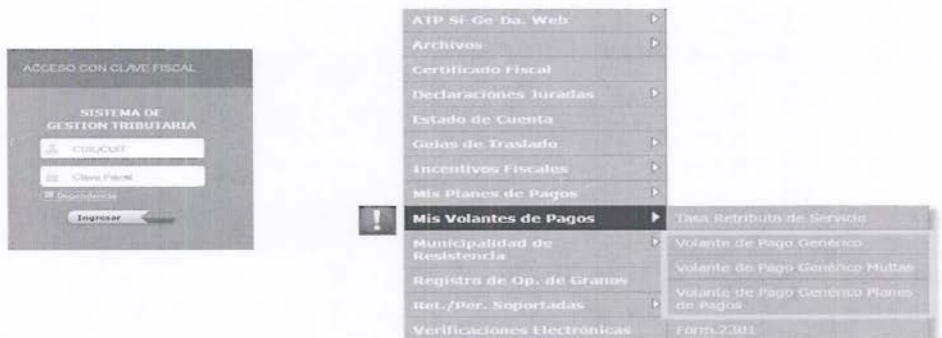 ACCESO CON CLAVE FISCAL
SISTEMA DE
GESTION TRIBUTARIA
CUIL/CUIT
Clave Fiscal
Dependencia
Ingresar
ATP Si-Ge-Da. Web
Archivos
Certificado Fiscal
Declaraciones Juradas
Estado de Cuenta
Guias de Traslado
Incentivos Fiscales
Mis Planes de Pagos
!
Mis Volantes de Pagos
Tasa Retributa de Servicio
Municipalidad de
Resistencia
Volante de Pago Genérico
Volante de Pago Genérico Multas
Registro de Op. de Granos
Volante de Pago Genérico Planes
de Pagos
Ret./Per. Soportadas
Verificaciones Electrónicas
Form.2301